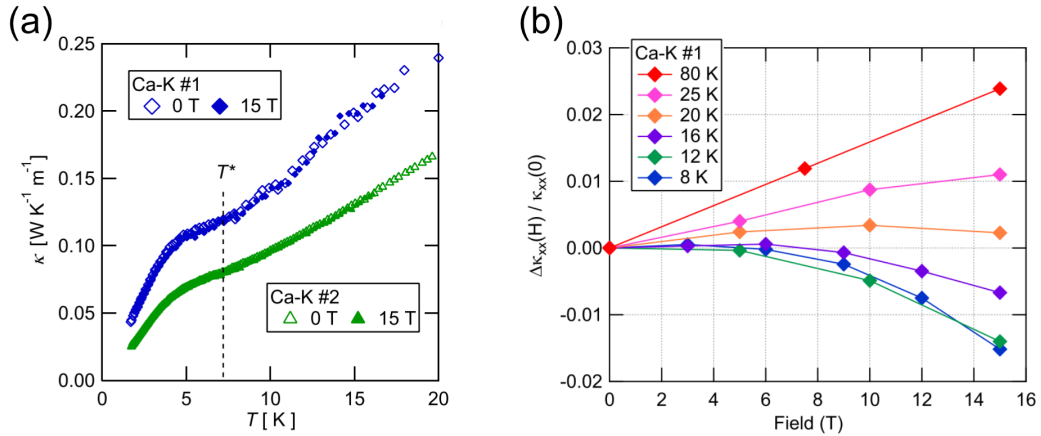 (a)
0.25
0.20
0.15
0.10
0.05
0.00
κ [W K⁻¹ m⁻¹]
Ca-K #1
0 T 15 T
T*
Ca-K #2
0 T 15 T
0 5 10 15 20
T [ K ]
(b)
0.03
0.02
0.01
0.00
-0.01
-0.02
Δκxx(H) / κxx(0)
Ca-K #1
80 K
25 K
20 K
16 K
12 K
8 K
0 2 4 6 8 10 12 14 16
Field (T)